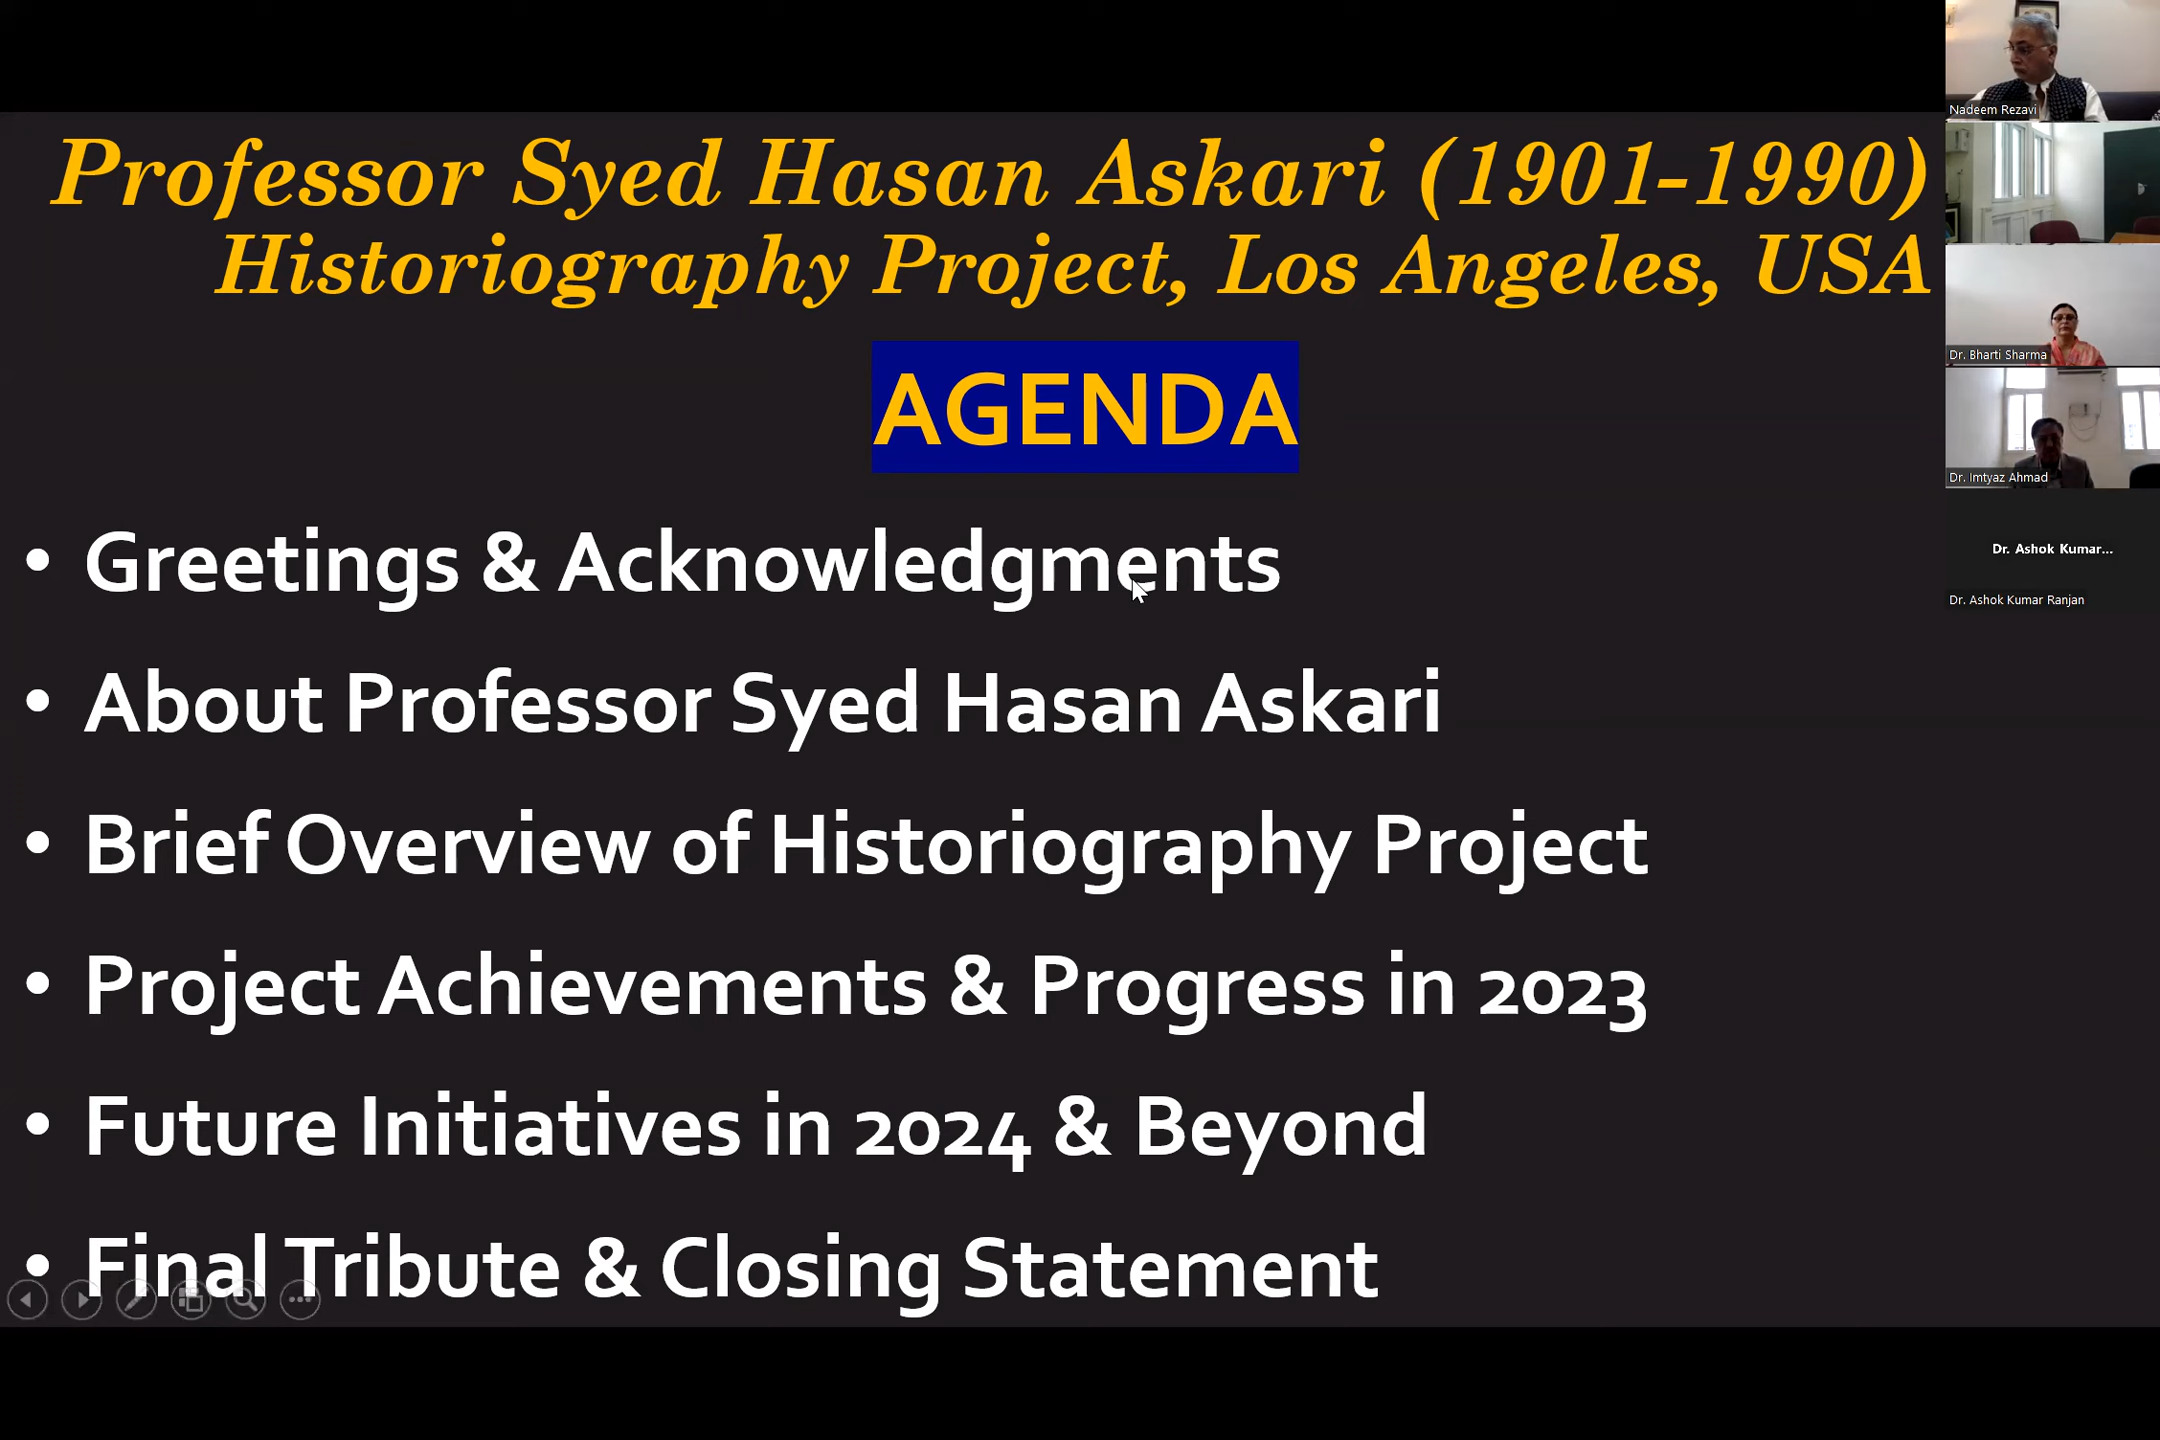 Professor Syed Hasan Askari (1901-1990)
Historiography Project, Los Angeles, USA
AGENDA
• Greetings & Acknowledgments
• About Professor Syed Hasan Askari
• Brief Overview of Historiography Project
• Project Achievements & Progress in 2023
• Future Initiatives in 2024 & Beyond
• Final Tribute & Closing Statement
Nadeem Rezavi
Dr. Bharti Sharma
Dr. Imtyaz Ahmad
Dr. Ashok Kumar...
Dr. Ashok Kumar Ranjan